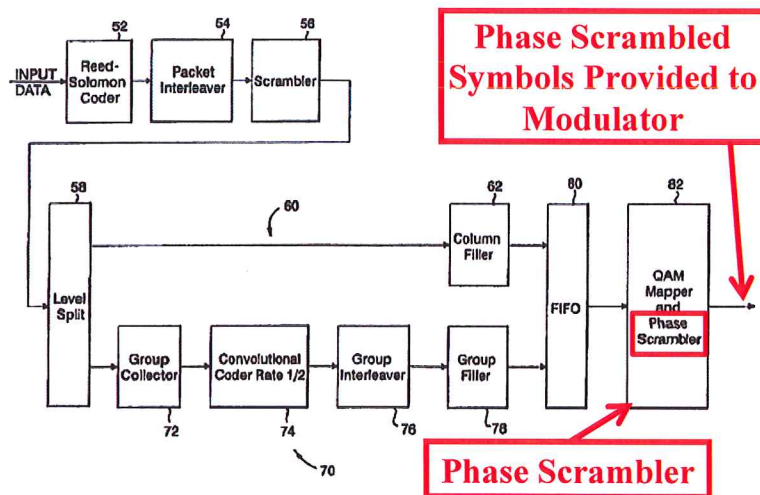 52
54
56
Phase Scrambled
Symbols Provided to
Modulator
INPUT
DATA
Reed-
Solomon
Coder
Packet
Interleaver
Scrambler
58
60
62
80
82
Level
Split
Column
Filler
FIFO
QAM
Mapper
and
Phase
Scrambler
Group
Collector
Convolutional
Coder Rate 1/2
Group
Interleaver
Group
Filler
72
74
76
78
70
Phase Scrambler